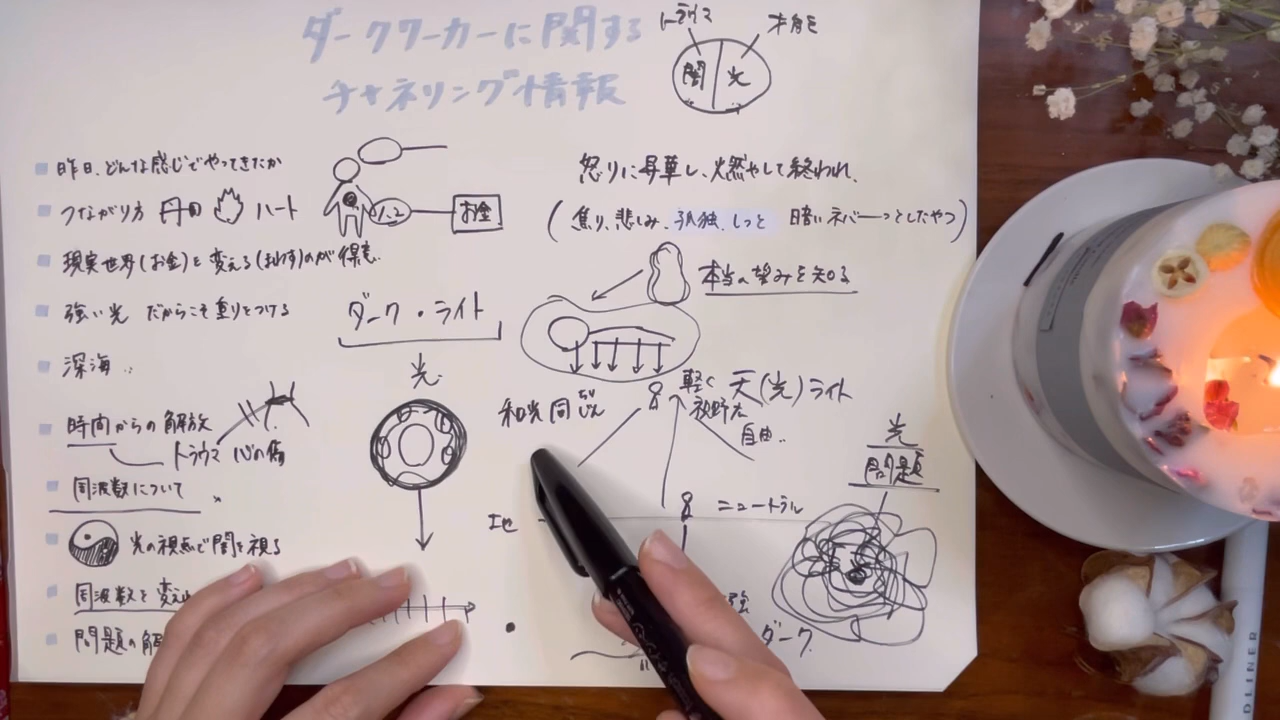 ダークワーカーに関する
チャネリング情報
トラウマ
才能を
闇 光
昨日、どんな感じでやってきたか
つながり方 丹田 ハート
お金
現実世界(お金)を変える(おとす)のが得意
強い光 だからこそ重りをつける
深海..
時間からの解放
トラウマ 心の傷
周波数について
光の視点で闇を視る
周波数を変え
問題の解
ダーク・ライト
光
怒りに昇華し、燃やして終われ、
(焦り、悲しみ、孤独、しっと 暗いネバーっとしたやつ)
本当の望みを知る
和光同じん
ちり
軽く 天(光)ライト
視野大
自由..
光
問題
地
ニュートラル
ダーク
DLINER